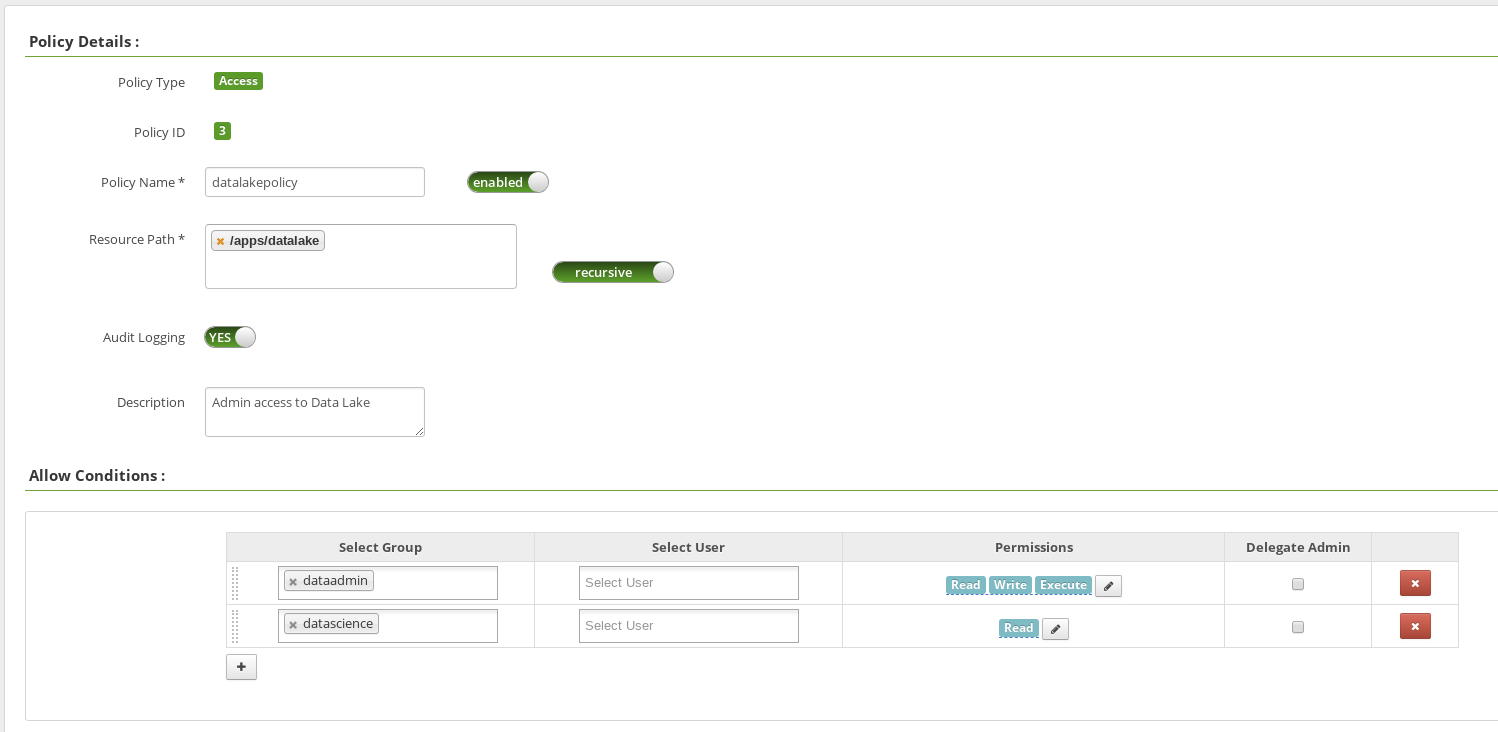 Policy Details :
Policy Type Access
Policy ID 3
Policy Name * datalakepolicy enabled
Resource Path * /apps/datalake
recursive
Audit Logging YES
Description Admin access to Data Lake
Allow Conditions :
Select Group Select User Permissions Delegate Admin
dataadmin Select User Read Write Execute
datascience Select User Read